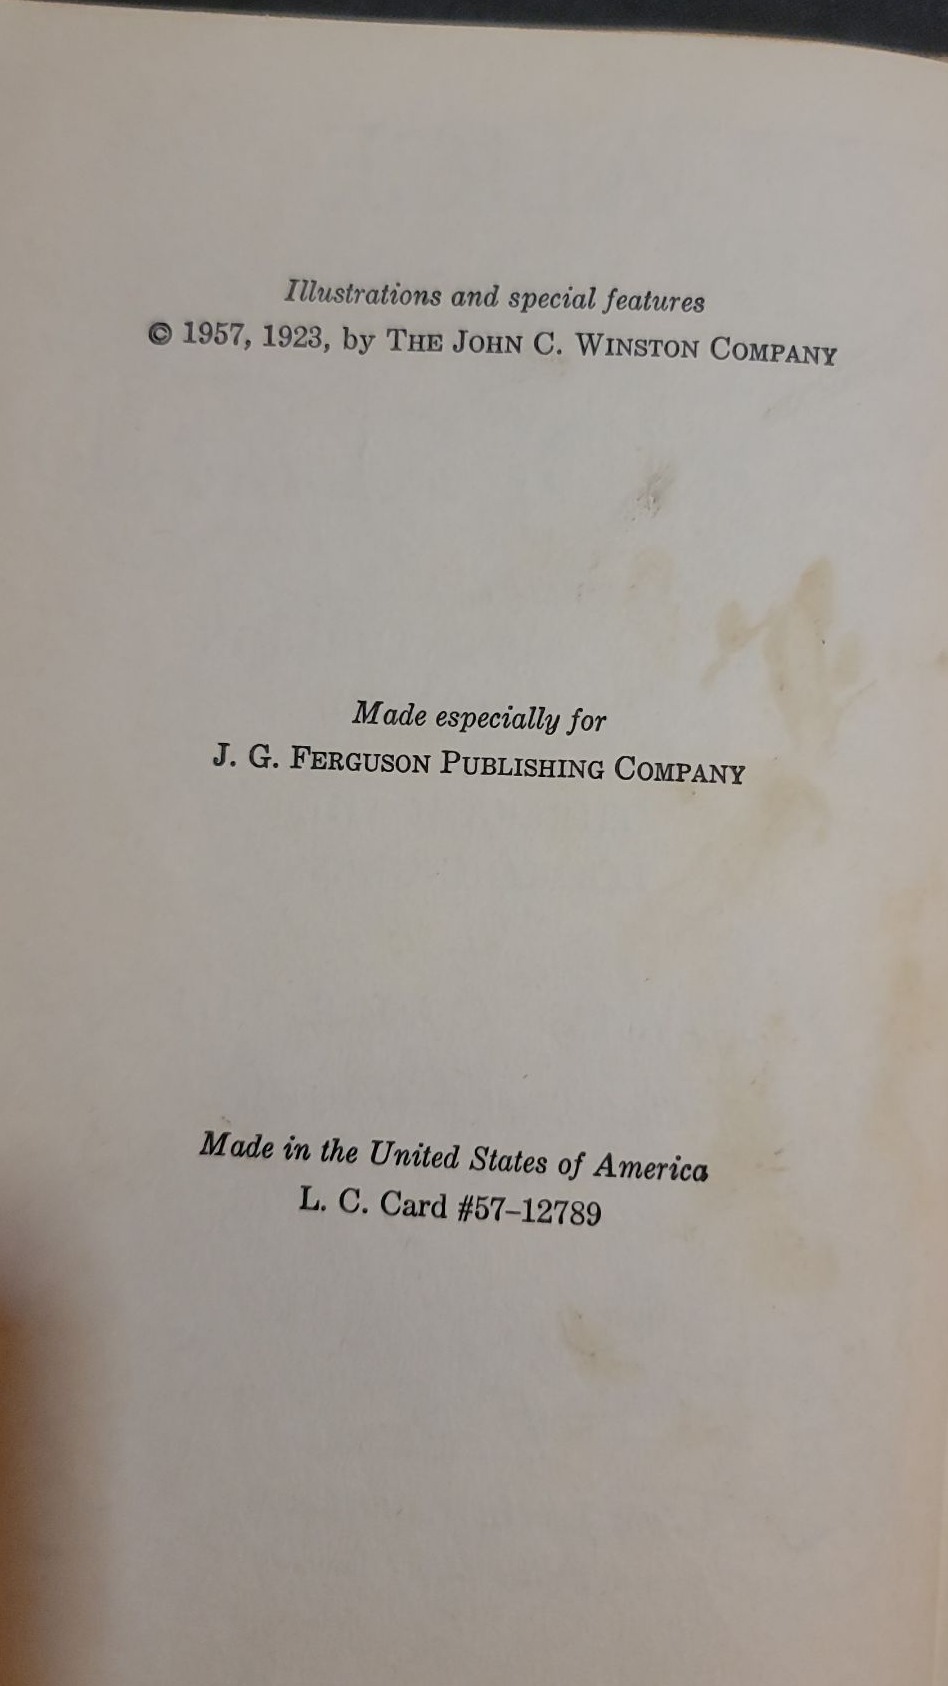 Illustrations and special features
© 1957, 1923, by THE JOHN C. WINSTON COMPANY
Made especially for
J. G. FERGUSON PUBLISHING COMPANY
Made in the United States of America
L. C. Card #57–12789